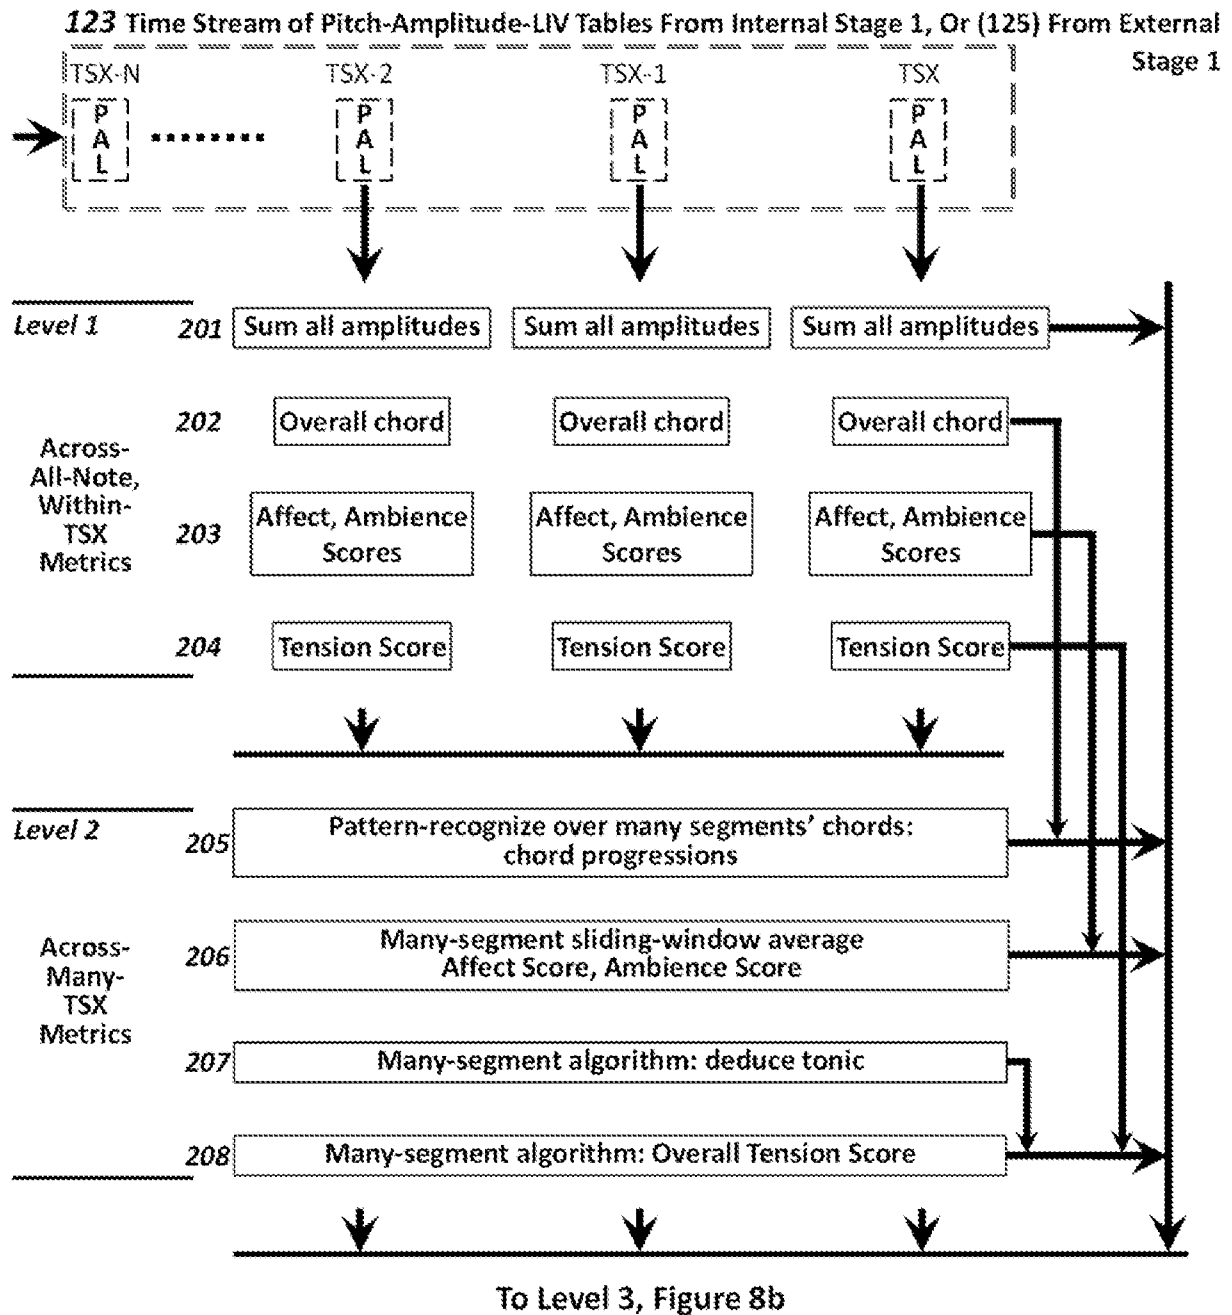 123 Time Stream of Pitch-Amplitude-LIV Tables From Internal Stage 1, Or (125) From External
Stage 1
TSX-N TSX-2 TSX-1 TSX
P P P P
A ........ A A A
L L L L
Level 1 201 Sum all amplitudes Sum all amplitudes Sum all amplitudes
202 Overall chord Overall chord Overall chord
Across-
All-Note,
Within-
TSX
Metrics
203 Affect, Ambience Affect, Ambience Affect, Ambience
Scores Scores Scores
204 Tension Score Tension Score Tension Score
Level 2
205 Pattern-recognize over many segments’ chords:
chord progressions
Across-
Many-
TSX
Metrics
206 Many-segment sliding-window average
Affect Score, Ambience Score
207 Many-segment algorithm: deduce tonic
208 Many-segment algorithm: Overall Tension Score
To Level 3, Figure 8b